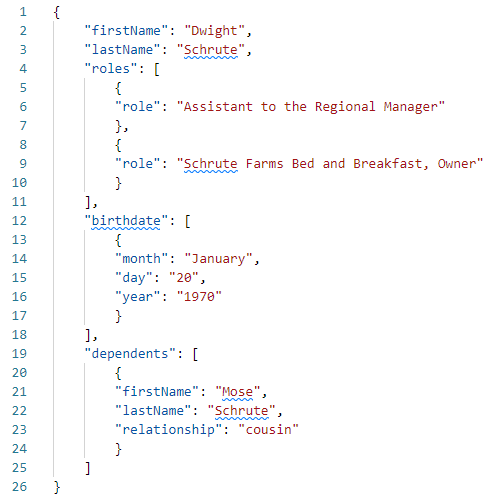 1 {
2 "firstName": "Dwight",
3 "lastName": "Schrute",
4 "roles": [
5 {
6 "role": "Assistant to the Regional Manager"
7 },
8 {
9 "role": "Schrute Farms Bed and Breakfast, Owner"
10 }
11 ],
12 "birthdate": [
13 {
14 "month": "January",
15 "day": "20",
16 "year": "1970"
17 }
18 ],
19 "dependents": [
20 {
21 "firstName": "Mose",
22 "lastName": "Schrute",
23 "relationship": "cousin"
24 }
25 ]
26 }